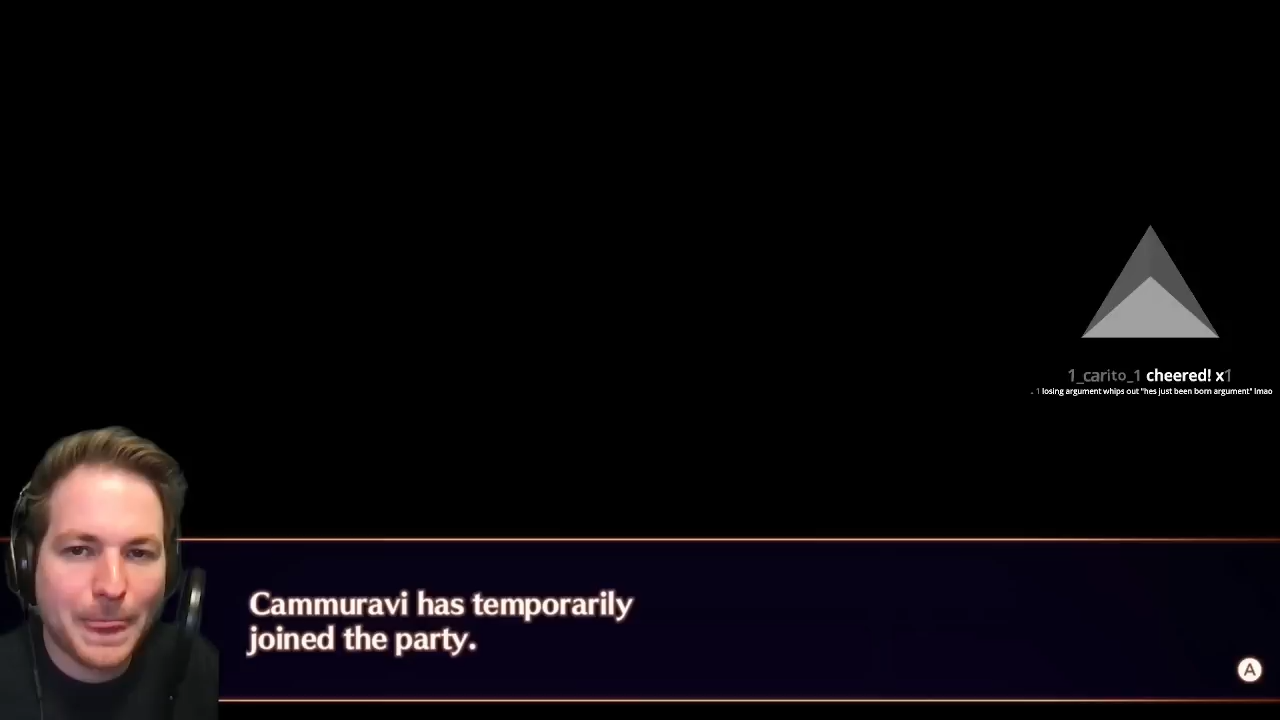 1_carito_1 cheered! x1
. 1 losing argument whips out "hes just been born argument" lmao
Cammuravi has temporarily
joined the party.
A